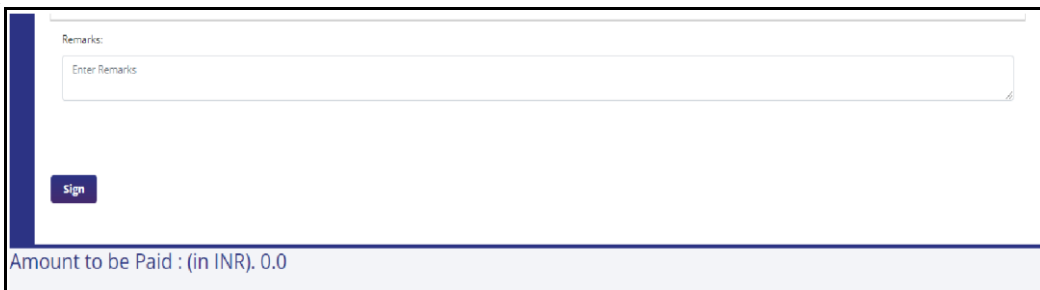 Remarks:
Enter Remarks
Sign
Amount to be Paid : (in INR). 0.0